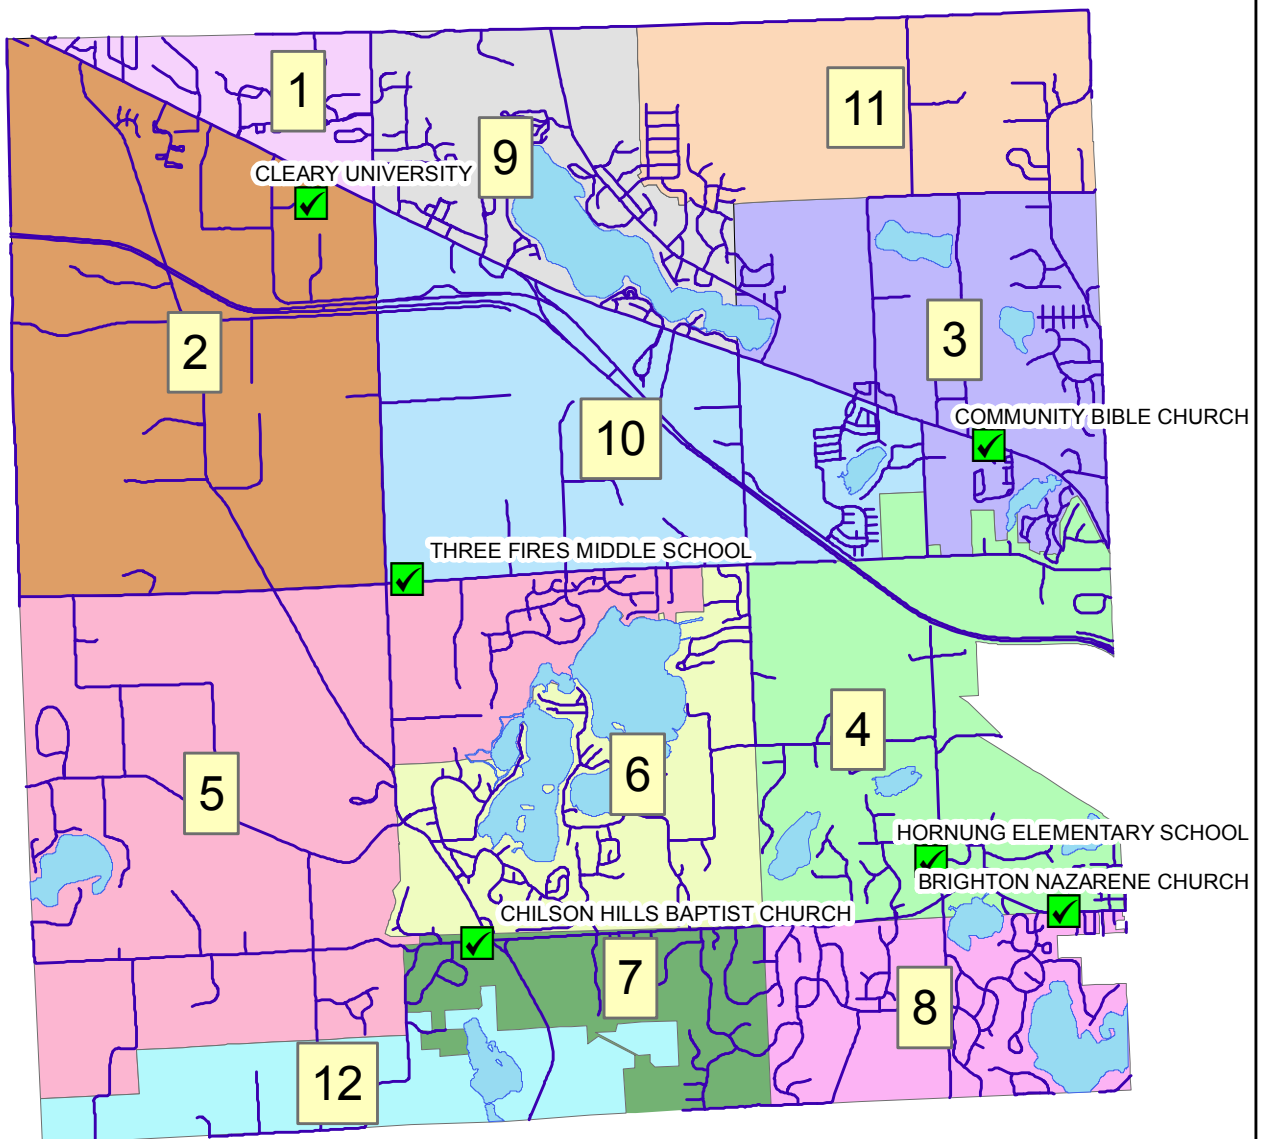 1
11
9
CLEARY UNIVERSITY
2
3
COMMUNITY BIBLE CHURCH
10
THREE FIRES MIDDLE SCHOOL
4
6
5
HORNUNG ELEMENTARY SCHOOL
BRIGHTON NAZARENE CHURCH
CHILSON HILLS BAPTIST CHURCH
7
8
12